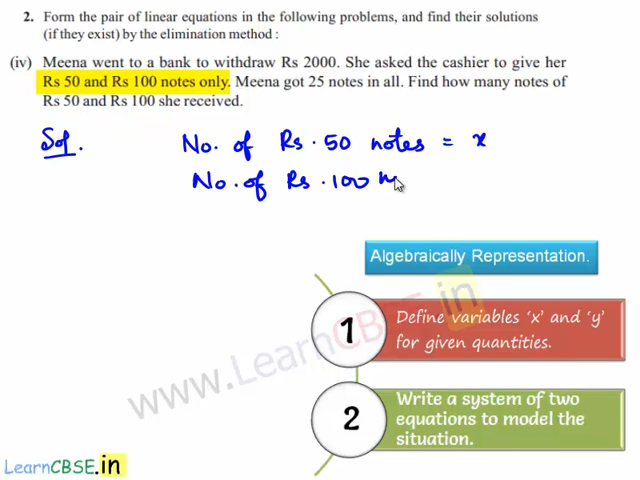 2. Form the pair of linear equations in the following problems, and find their solutions
(if they exist) by the elimination method :
(iv) Meena went to a bank to withdraw Rs 2000. She asked the cashier to give her
Rs 50 and Rs 100 notes only. Meena got 25 notes in all. Find how many notes of
Rs 50 and Rs 100 she received.
Sol. No. of Rs. 50 notes = x
No. of Rs. 100 n
Algebraically Representation.
1 Define variables 'x' and 'y'
for given quantities.
www.LearnCBSE.in
2 Write a system of two
equations to model the
situation.
LearnCBSE.in